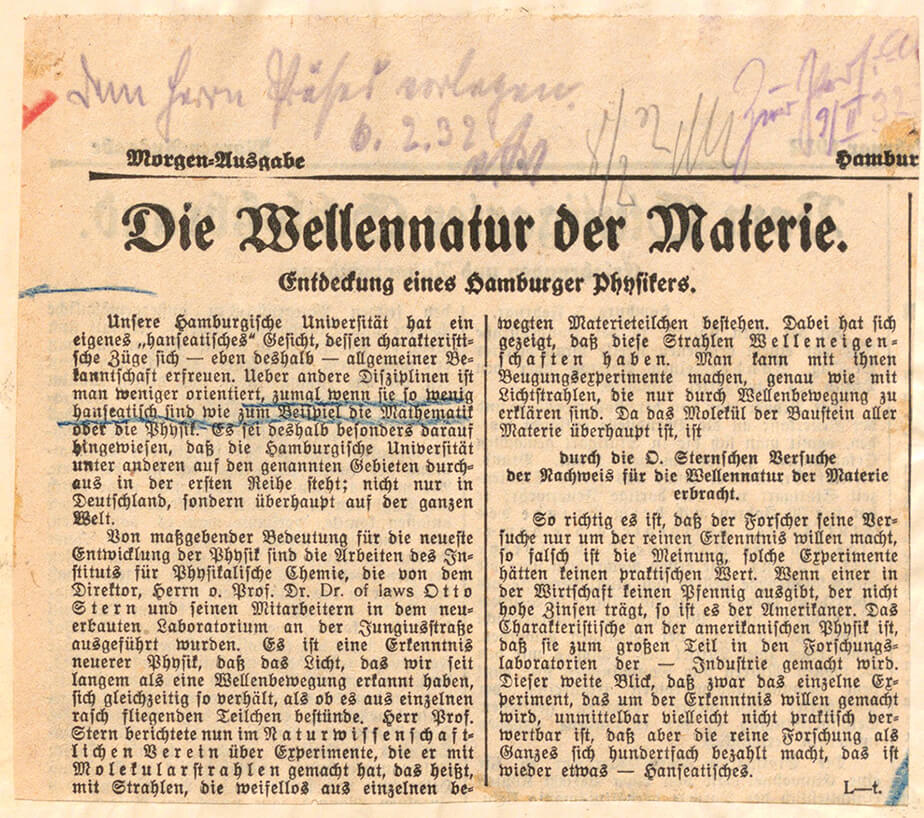 Dem Herrn Präses vorlegen.
6. 2. 32
Zur Pers. A
9/II 32
Morgen-Ausgabe
Hambur
Die Wellennatur der Materie.
Entdeckung eines Hamburger Physikers.
Unsere Hamburgische Universität hat ein
eigenes „hanseatisches“ Gesicht, dessen charakteristi-
sche Züge sich — eben deshalb — allgemeiner Be-
kanntschaft erfreuen. Ueber andere Disziplinen ist
man weniger orientiert, zumal wenn sie so wenig
hanseatisch sind wie zum Beispiel die Mathematik
oder die Physik. Es sei deshalb besonders darauf
hingewiesen, daß die Hamburgische Universität
unter anderen auf den genannten Gebieten durch-
aus in der ersten Reihe steht; nicht nur in
Deutschland, sondern überhaupt auf der ganzen
Welt.
Von maßgebender Bedeutung für die neueste
Entwicklung der Physik sind die Arbeiten des In-
stituts für Physikalische Chemie, die von dem
Direktor, Herrn o. Prof. Dr. Dr. of laws Otto
Stern und seinen Mitarbeitern in dem neu-
erbauten Laboratorium an der Jungiusstraße
ausgeführt wurden. Es ist eine Erkenntnis
neuerer Physik, daß das Licht, das wir seit
langem als eine Wellenbewegung erkannt haben,
sich gleichzeitig so verhält, als ob es aus einzelnen
rasch fliegenden Teilchen bestünde. Herr Prof.
Stern berichtete nun im Naturwissenschaft-
lichen Verein über Experimente, die er mit
Molekularstrahlen gemacht hat, das heißt,
mit Strahlen, die weifellos aus einzelnen be-
wegten Materieteilchen bestehen. Dabei hat sich
gezeigt, daß diese Strahlen Welleneigen-
schaften haben. Man kann mit ihnen
Beugungsexperimente machen, genau wie mit
Lichtstrahlen, die nur durch Wellenbewegung zu
erklären sind. Da das Molekül der Baustein aller
Materie überhaupt ist, ist
durch die O. Sternschen Versuche
der Nachweis für die Wellennatur der Materie
erbracht.
So richtig es ist, daß der Forscher seine Ver-
suche nur um der reinen Erkenntnis willen macht,
so falsch ist die Meinung, solche Experimente
hätten keinen praktischen Wert. Wenn einer in
der Wirtschaft keinen Pfennig ausgibt, der nicht
hohe Zinsen trägt, so ist es der Amerikaner. Das
Charakteristische an der amerikanischen Physik ist,
daß sie zum großen Teil in den Forschungs-
laboratorien der — Industrie gemacht wird.
Dieser weite Blick, daß zwar das einzelne Ex-
periment, das um der Erkenntnis willen gemacht
wird, unmittelbar vielleicht nicht praktisch ver-
wertbar ist, daß aber die reine Forschung als
Ganzes sich hundertfach bezahlt macht, das ist
wieder etwas — Hanseatisches.
L—t.